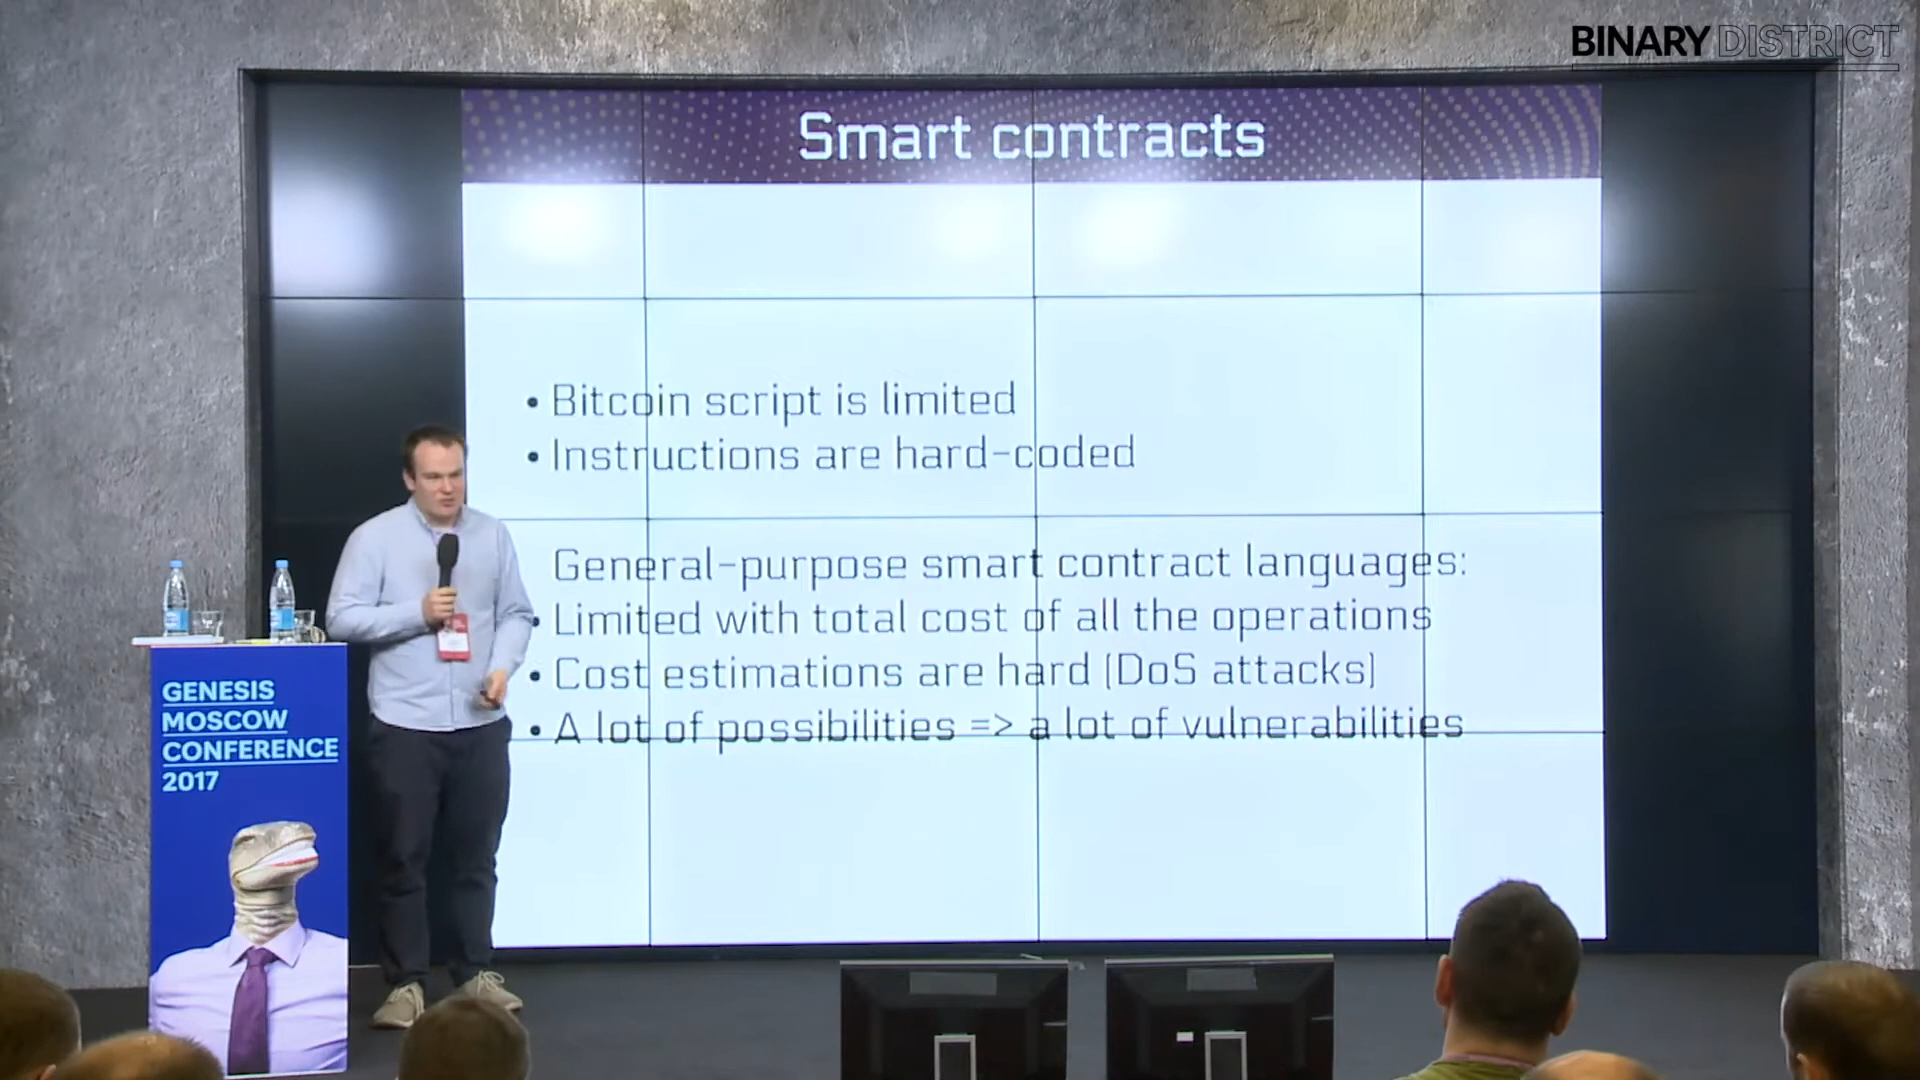 BINARY DISTRICT
Smart contracts
• Bitcoin script is limited
• Instructions are hard-coded
General-purpose smart contract languages:
• Limited with total cost of all the operations
• Cost estimations are hard (DoS attacks)
• A lot of possibilities => a lot of vulnerabilities
GENESIS
MOSCOW
CONFERENCE
2017